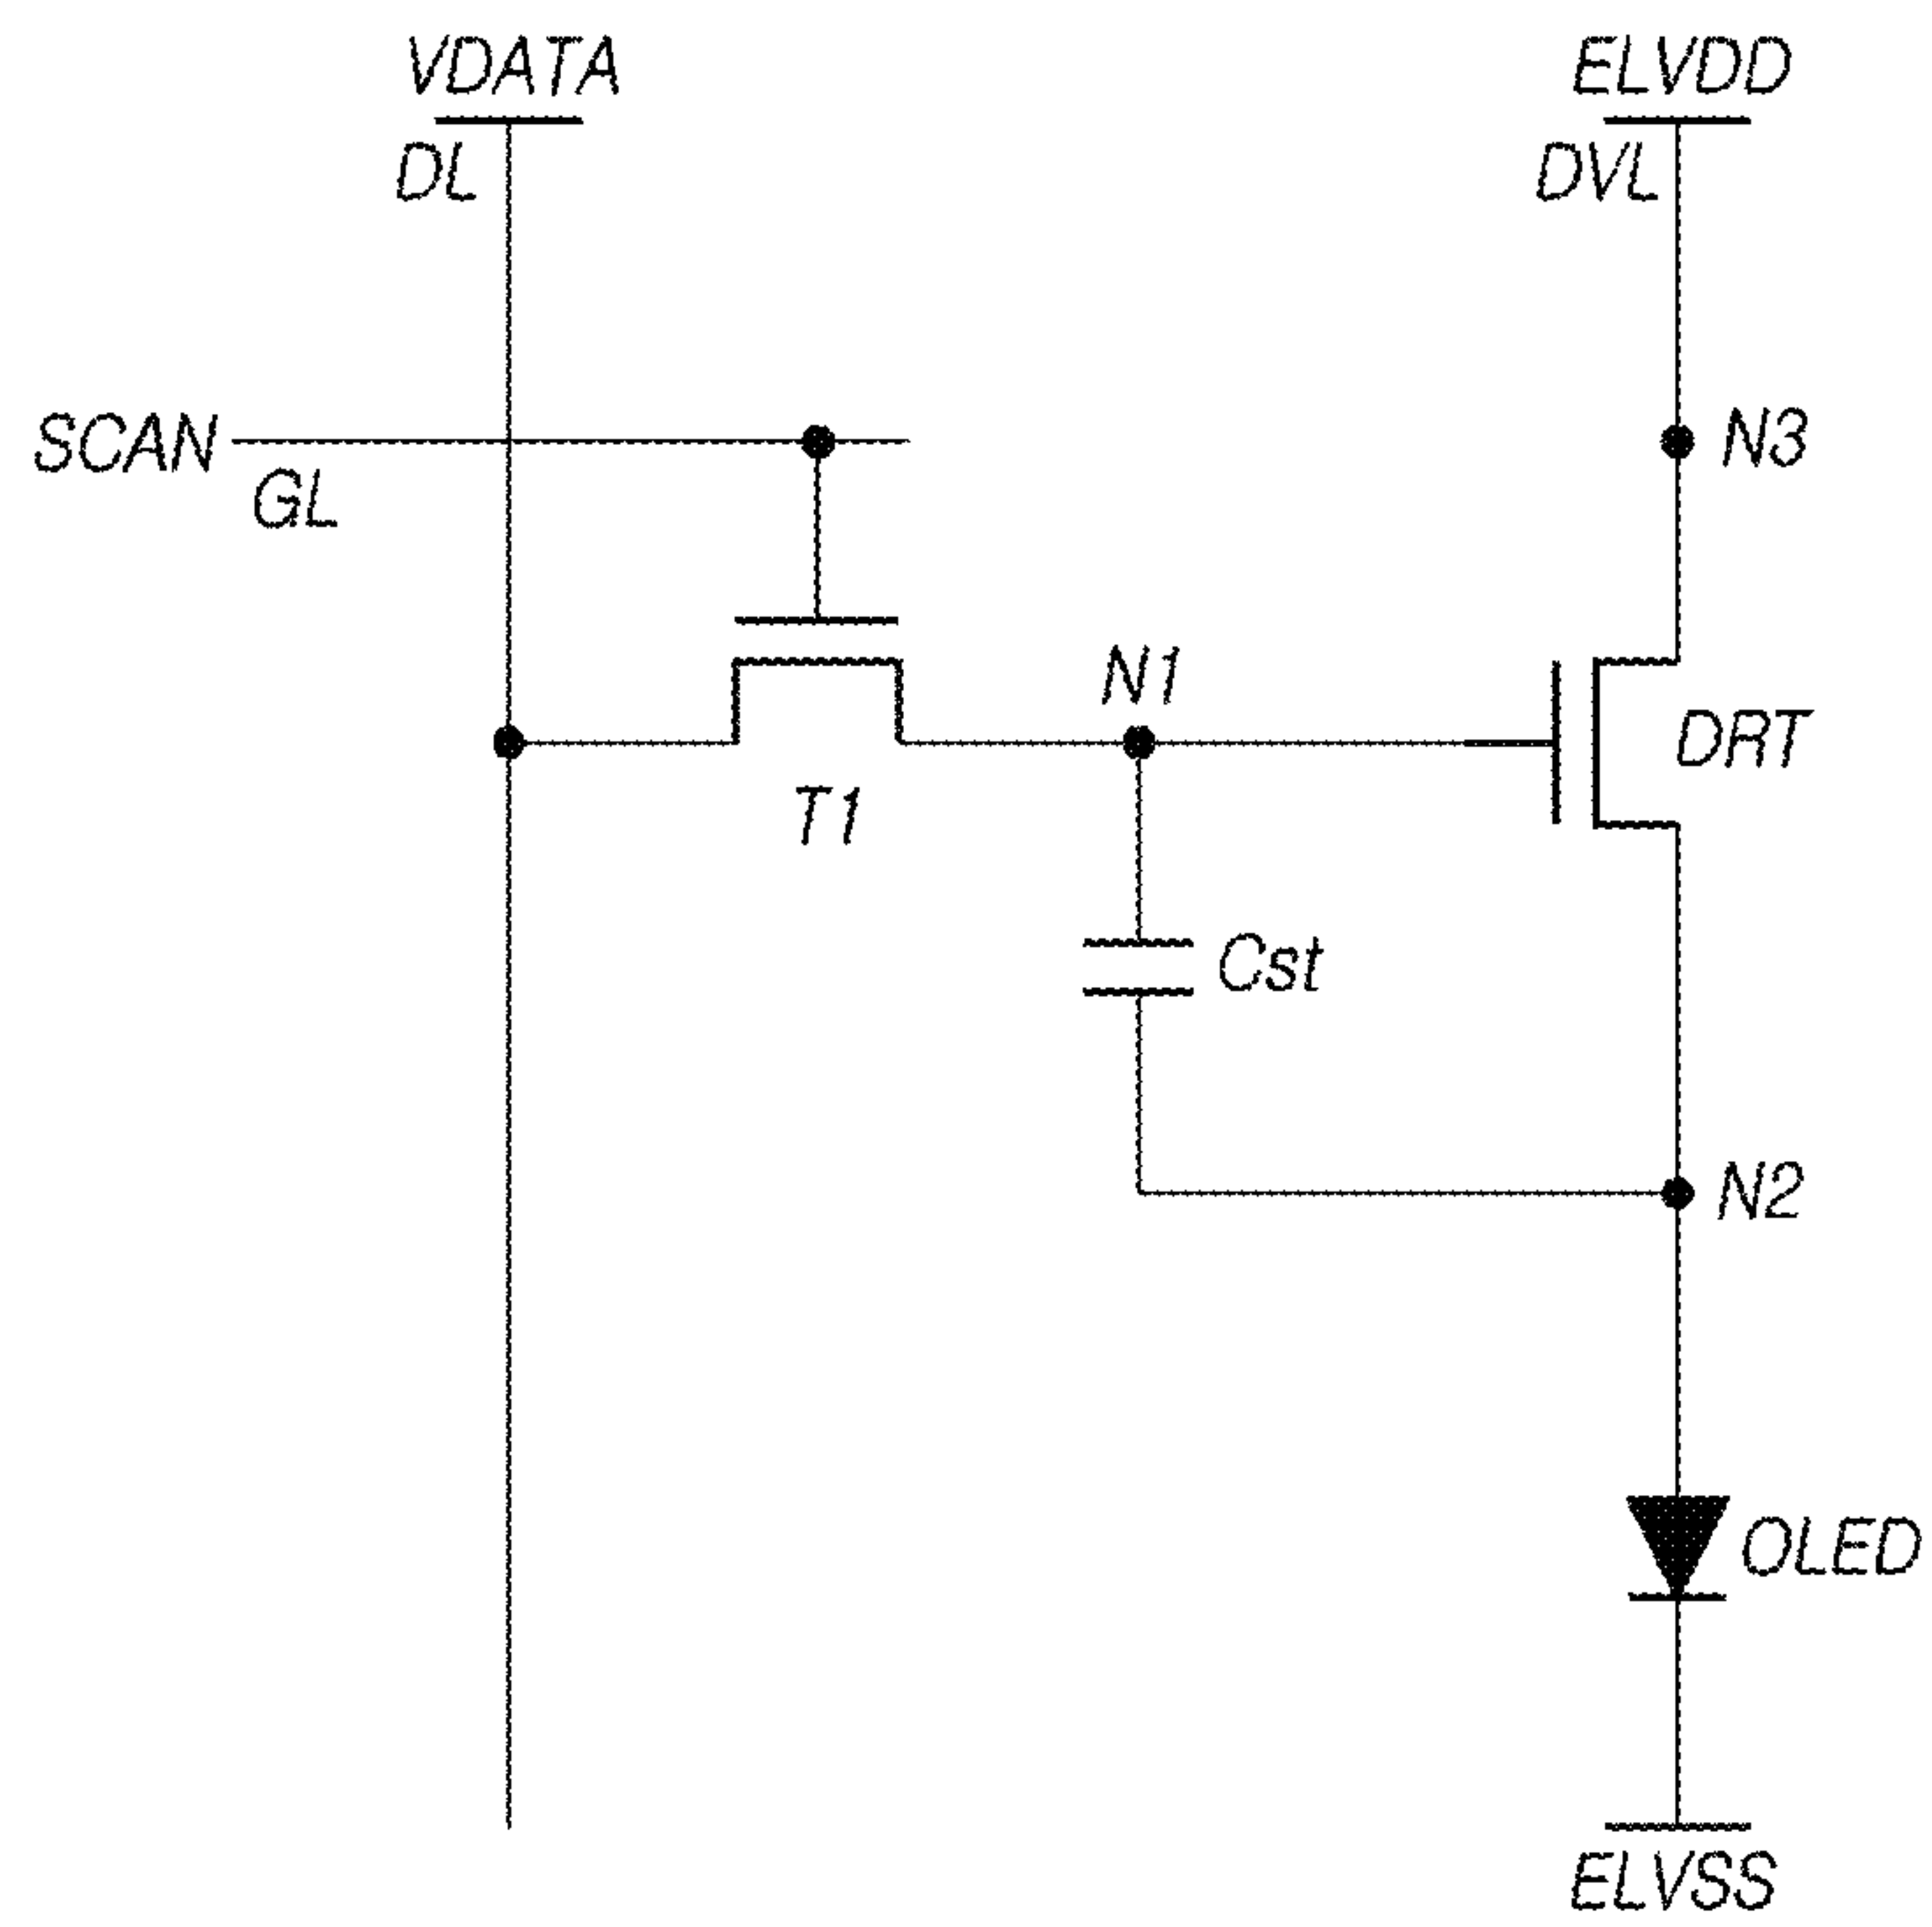 VDATA
ELVDD
DL
DVL
SCAN
N3
GL
N1
DRT
T1
Cst
N2
OLED
ELVSS